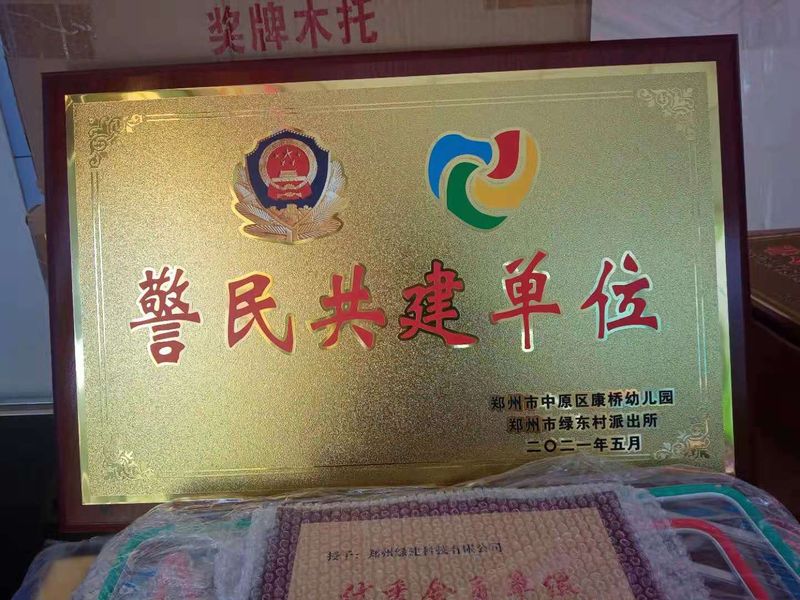 奖牌木托
警民共建单位
郑州市中原区康桥幼儿园
郑州市绿东村派出所
二〇二一年五月
授予：郑州绿建科技有限公司